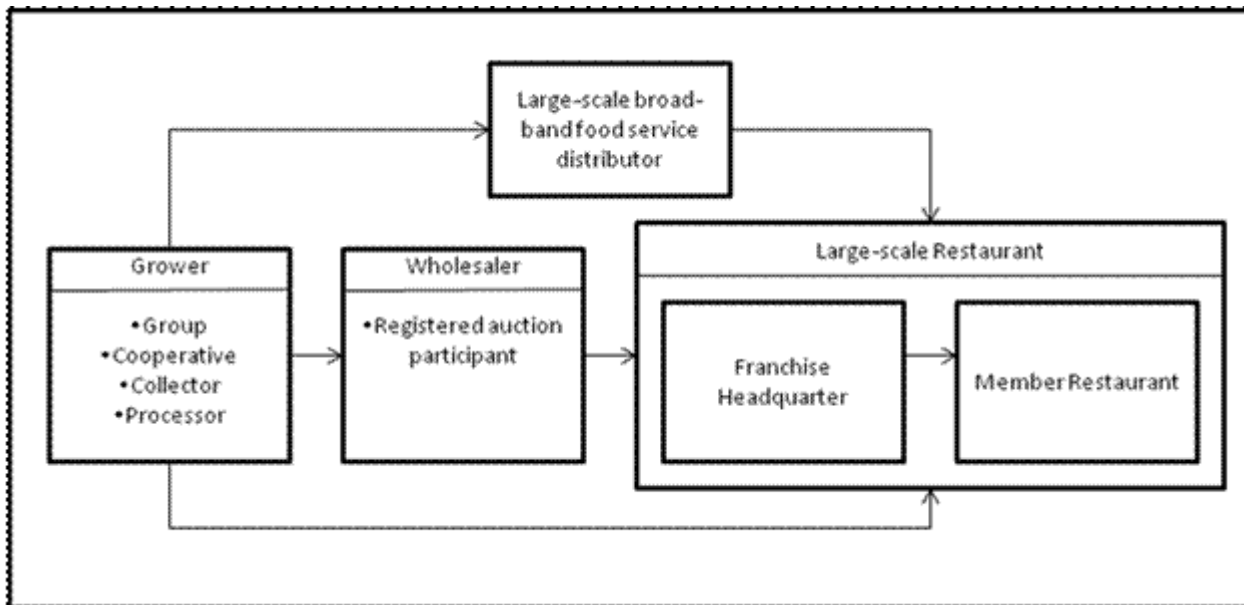 Large-scale broad-
band food service
distributor
Grower
•Group
•Cooperative
•Collector
•Processor
Wholesaler
•Registered auction
participant
Large-scale Restaurant
Franchise
Headquarter
Member Restaurant